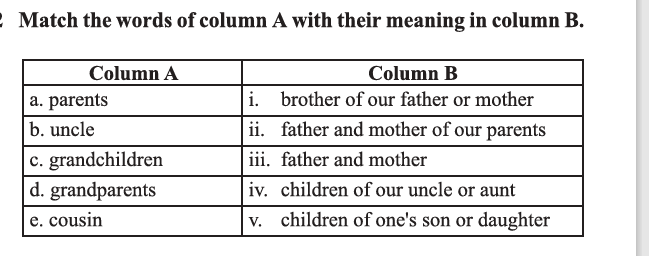 Match the words of column A with their meaning in column B.
Column A Column B
a. parents i. brother of our father or mother
b. uncle ii. father and mother of our parents
c. grandchildren iii. father and mother
d. grandparents iv. children of our uncle or aunt
e. cousin v. children of one's son or daughter